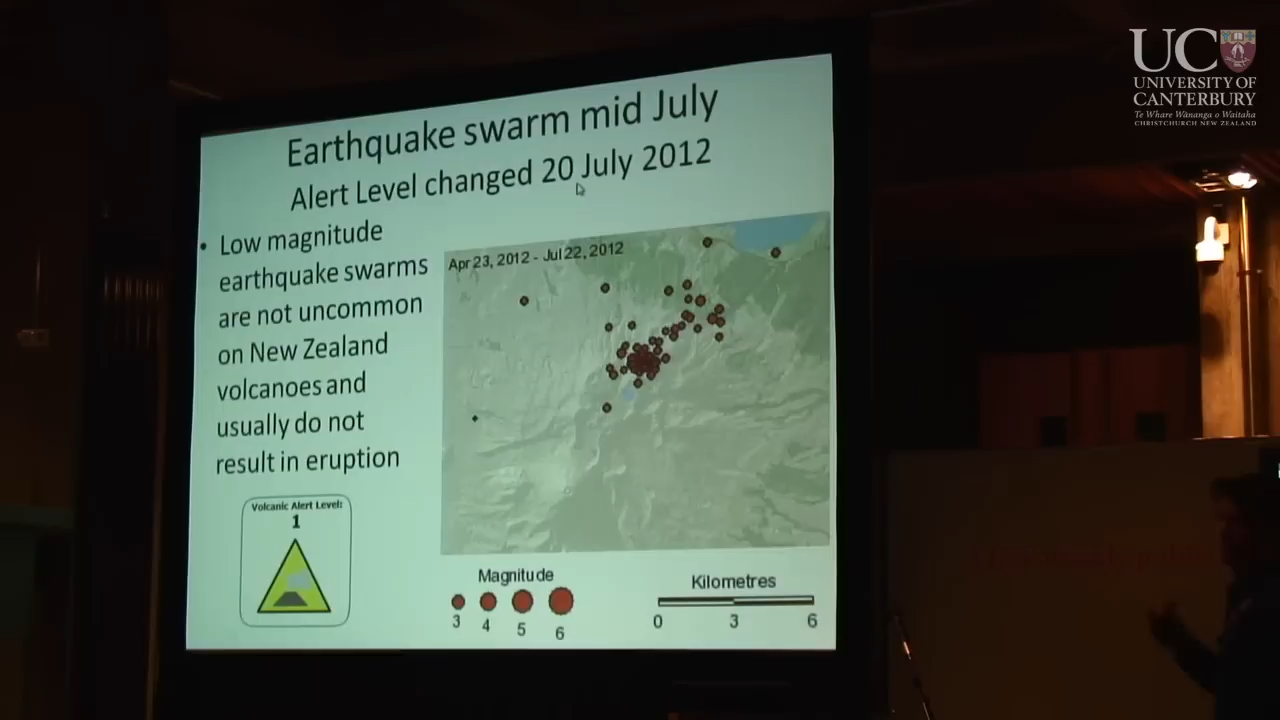 UC
UNIVERSITY OF
CANTERBURY
Te Whare Wānanga o Waitaha
CHRISTCHURCH NEW ZEALAND
Earthquake swarm mid July
Alert Level changed 20 July 2012
• Low magnitude
earthquake swarms
are not uncommon
on New Zealand
volcanoes and
usually do not
result in eruption
Apr 23, 2012 - Jul 22, 2012
Volcanic Alert Level:
1
Magnitude
3 4 5 6
Kilometres
0 3 6